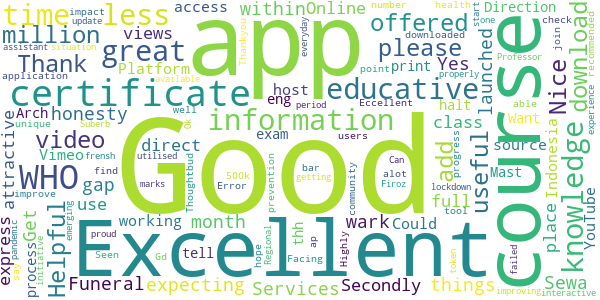 time less access within Online Direction number health
update impact assistant situation
million great views offered launched one check start
app please Yes join downloaded
Thank Platform print Nice download
application everyday point Professor recommended
certificate educative course
host eng halt Want properly
honesty Arch information class able experience
unique exam source
video direct add useful knowledge
attractive Vimeo frensh Suberb Ok users Mast
WHO gap Good Indonesia
find marks utilised 500k bar Can progress
improve Error getting alot Firoz lockdown tool
Helpful use working month tell Could full place YouTube
express Get process emerging Thoughtbud prevention community wark
pandemic proud Excellent Eccellent period available Thankyou
say initiative Seen Gd hope Regional thh ap Highly token failed
Funeral expecting Facing Secondly things Sewa
Services improving interactive
well